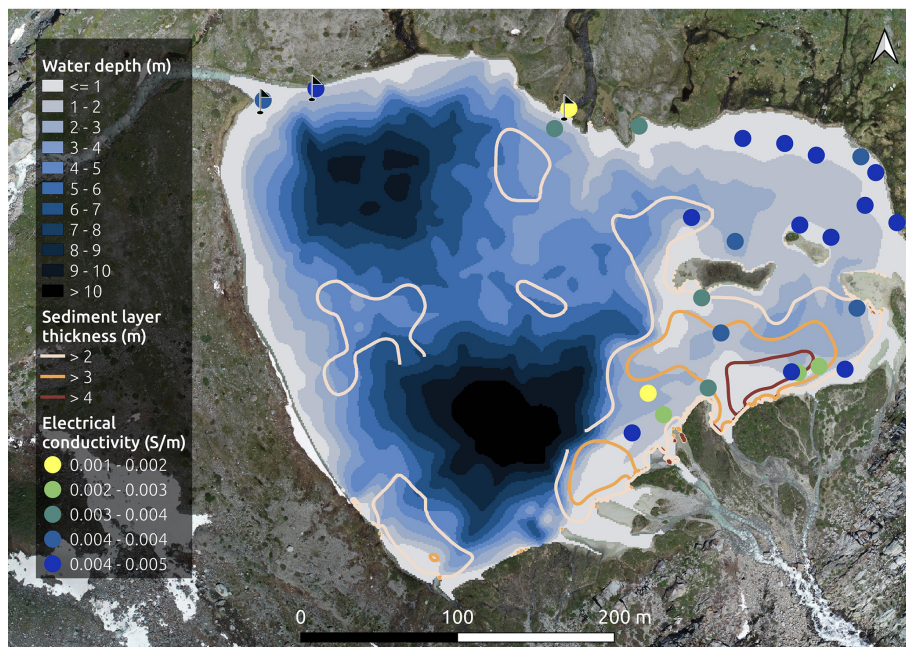 Water depth (m)
<= 1
1 - 2
2 - 3
3 - 4
4 - 5
5 - 6
6 - 7
7 - 8
8 - 9
9 - 10
> 10
Sediment layer
thickness (m)
> 2
> 3
> 4
Electrical
conductivity (S/m)
0.001 - 0.002
0.002 - 0.003
0.003 - 0.004
0.004 - 0.004
0.004 - 0.005
0 100 200 m